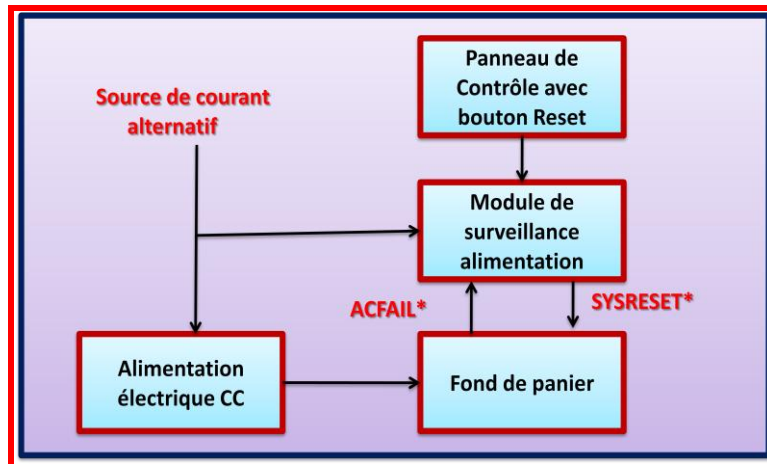 Panneau de
Contrôle avec
bouton Reset
Source de courant
alternatif
Module de
surveillance
alimentation
ACFAIL*
SYSRESET*
Alimentation
électrique CC
Fond de panier